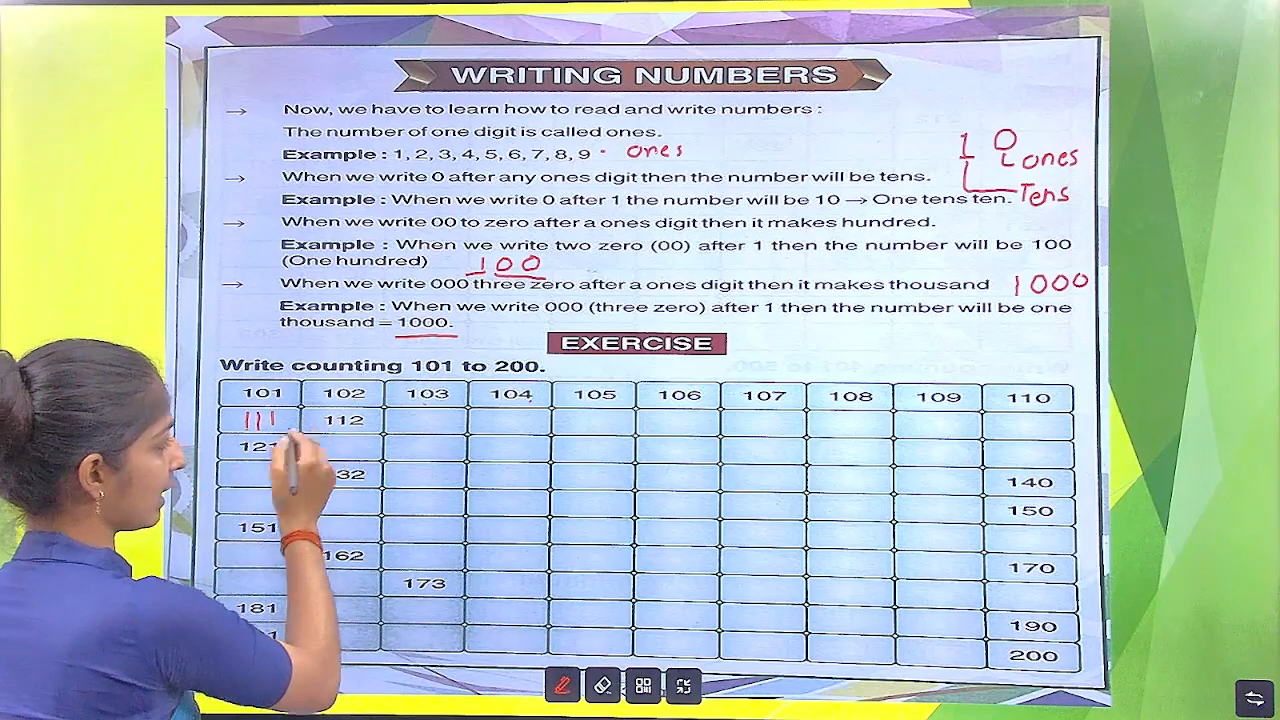 WRITING NUMBERS
→ Now, we have to learn how to read and write numbers :
The number of one digit is called ones.
Example : 1, 2, 3, 4, 5, 6, 7, 8, 9 - ones
1 0
ones
Tens
→ When we write 0 after any ones digit then the number will be tens.
Example : When we write 0 after 1 the number will be 10 → One tens ten.
→ When we write 00 to zero after a ones digit then it makes hundred.
Example : When we write two zero (00) after 1 then the number will be 100
(One hundred) 100
→ When we write 000 three zero after a ones digit then it makes thousand 1000
Example : When we write 000 (three zero) after 1 then the number will be one
thousand = 1000.
EXERCISE
Write counting 101 to 200.
101 102 103 104 105 106 107 108 109 110
111 112
121
32 140
150
151
162 170
173
181
1 190
200